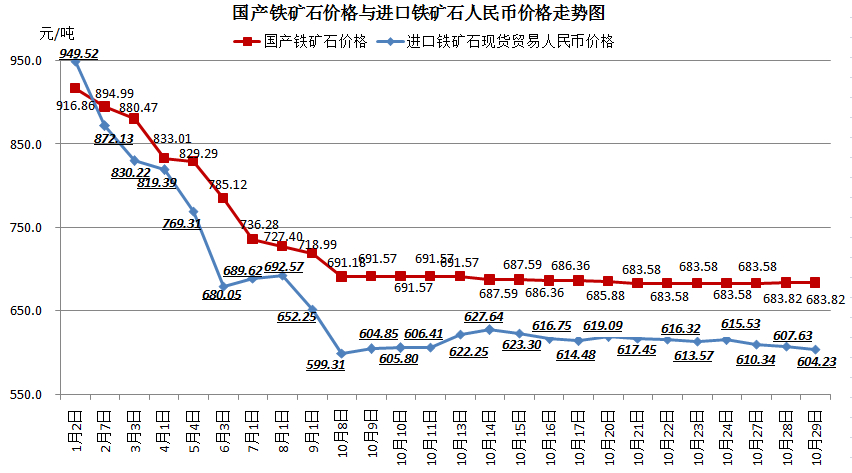 国产铁矿石价格与进口铁矿石人民币价格走势图
元/吨
国产铁矿石价格 进口铁矿石现货贸易人民币价格
950.0
850.0
750.0
650.0
550.0
916.86 894.99 880.47 833.01 829.29 785.12 736.28 727.40 718.99 691.18 691.57 691.57 691.57 691.57 687.59 687.59 686.36 686.36 685.88 683.58 683.58 683.58 683.58 683.58 683.82 683.82
949.52 872.13 830.22 819.39 769.31 680.05 689.62 692.57 652.25 599.31 604.85 605.80 606.41 622.25 627.64 623.30 616.75 614.48 619.09 617.45 616.32 613.57 615.53 610.34 607.63 604.23
1月2日 2月7日 3月3日 4月1日 5月4日 6月3日 7月1日 8月1日 9月1日 10月8日 10月9日 10月10日 10月11日 10月13日 10月14日 10月15日 10月16日 10月17日 10月20日 10月21日 10月22日 10月23日 10月24日 10月27日 10月28日 10月29日